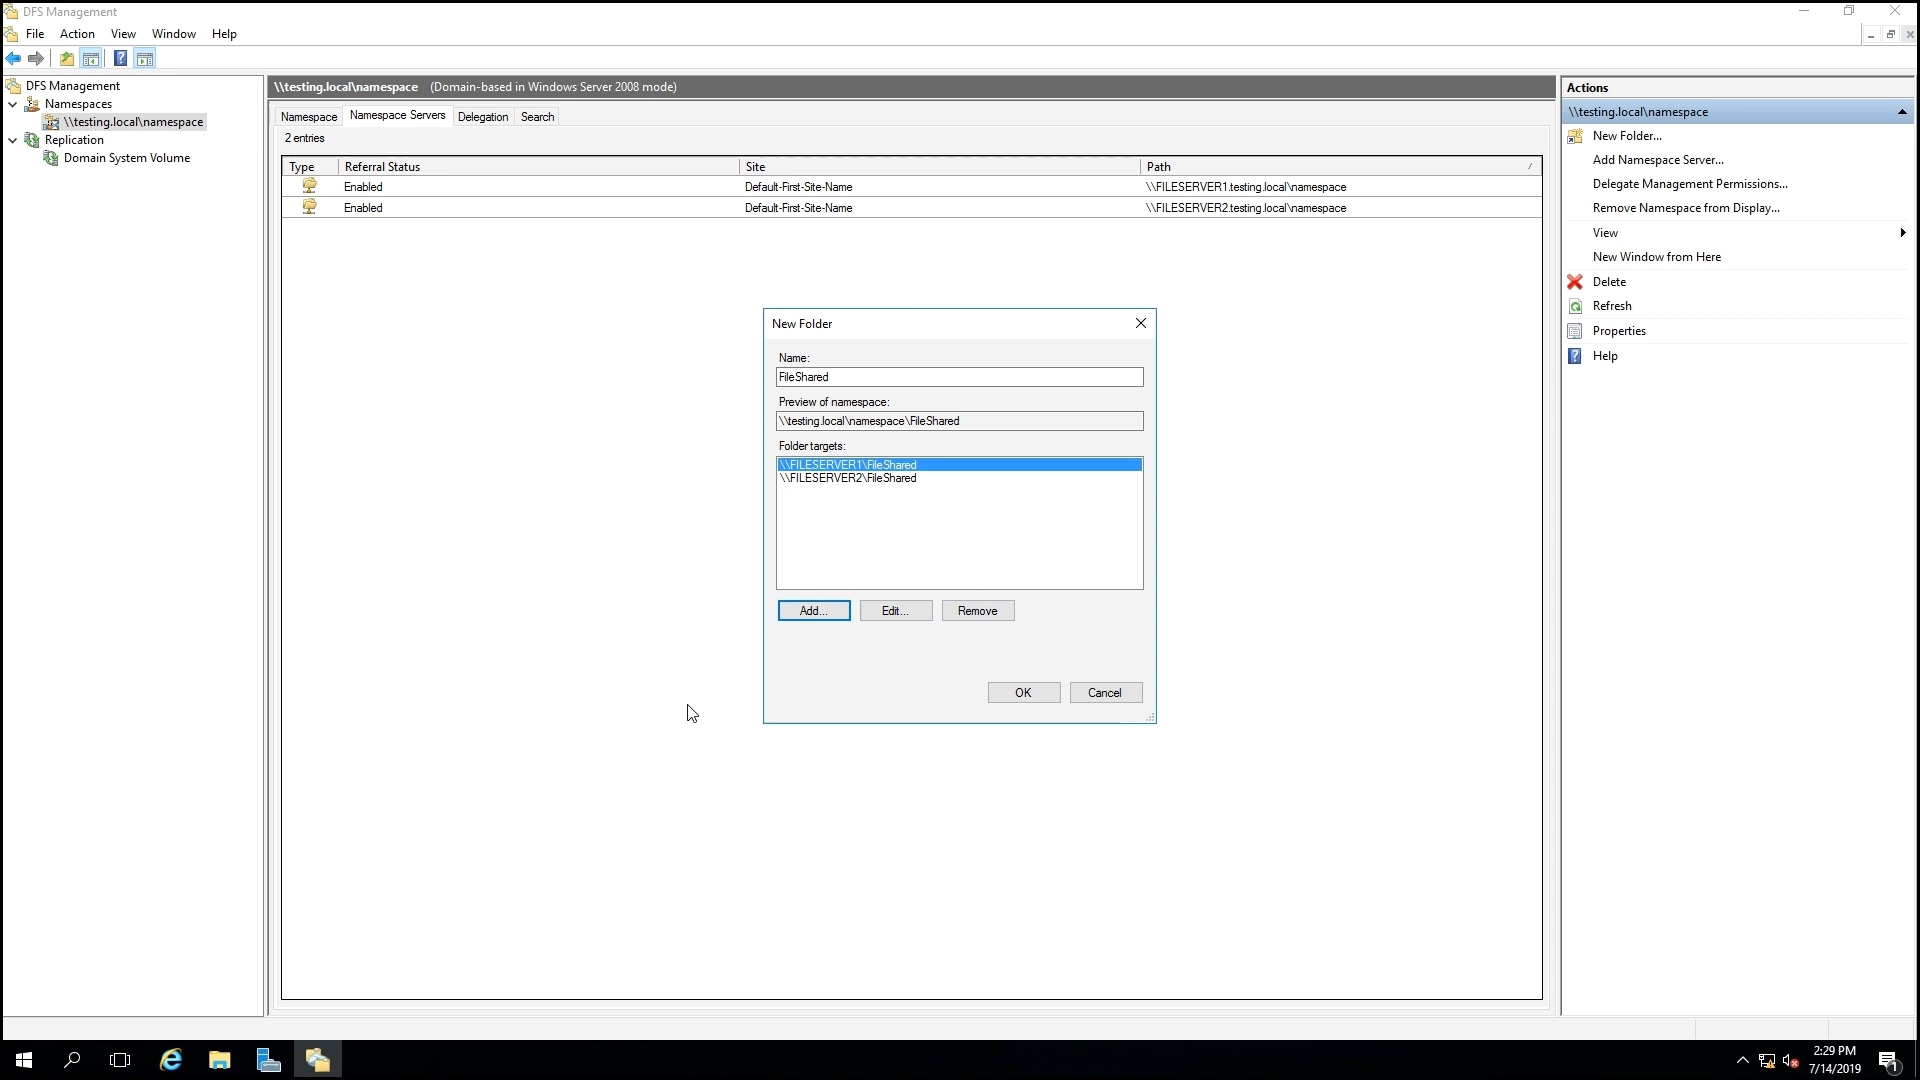 DFS Management
File Action View Window Help
DFS Management
Namespaces
\\testing.local\namespace
Replication
Domain System Volume
\\testing.local\namespace (Domain-based in Windows Server 2008 mode)
Namespace Namespace Servers Delegation Search
2 entries
Type Referral Status Site Path
Enabled Default-First-Site-Name \\FILESERVER1.testing.local\namespace
Enabled Default-First-Site-Name \\FILESERVER2.testing.local\namespace
New Folder
Name:
FileShared
Preview of namespace:
\\testing.local\namespace\FileShared
Folder targets:
\\FILESERVER1\FileShared
\\FILESERVER2\FileShared
Add... Edit... Remove
OK Cancel
Actions
\\testing.local\namespace
New Folder...
Add Namespace Server...
Delegate Management Permissions...
Remove Namespace from Display...
View
New Window from Here
Delete
Refresh
Properties
Help
2:29 PM
7/14/2019
1